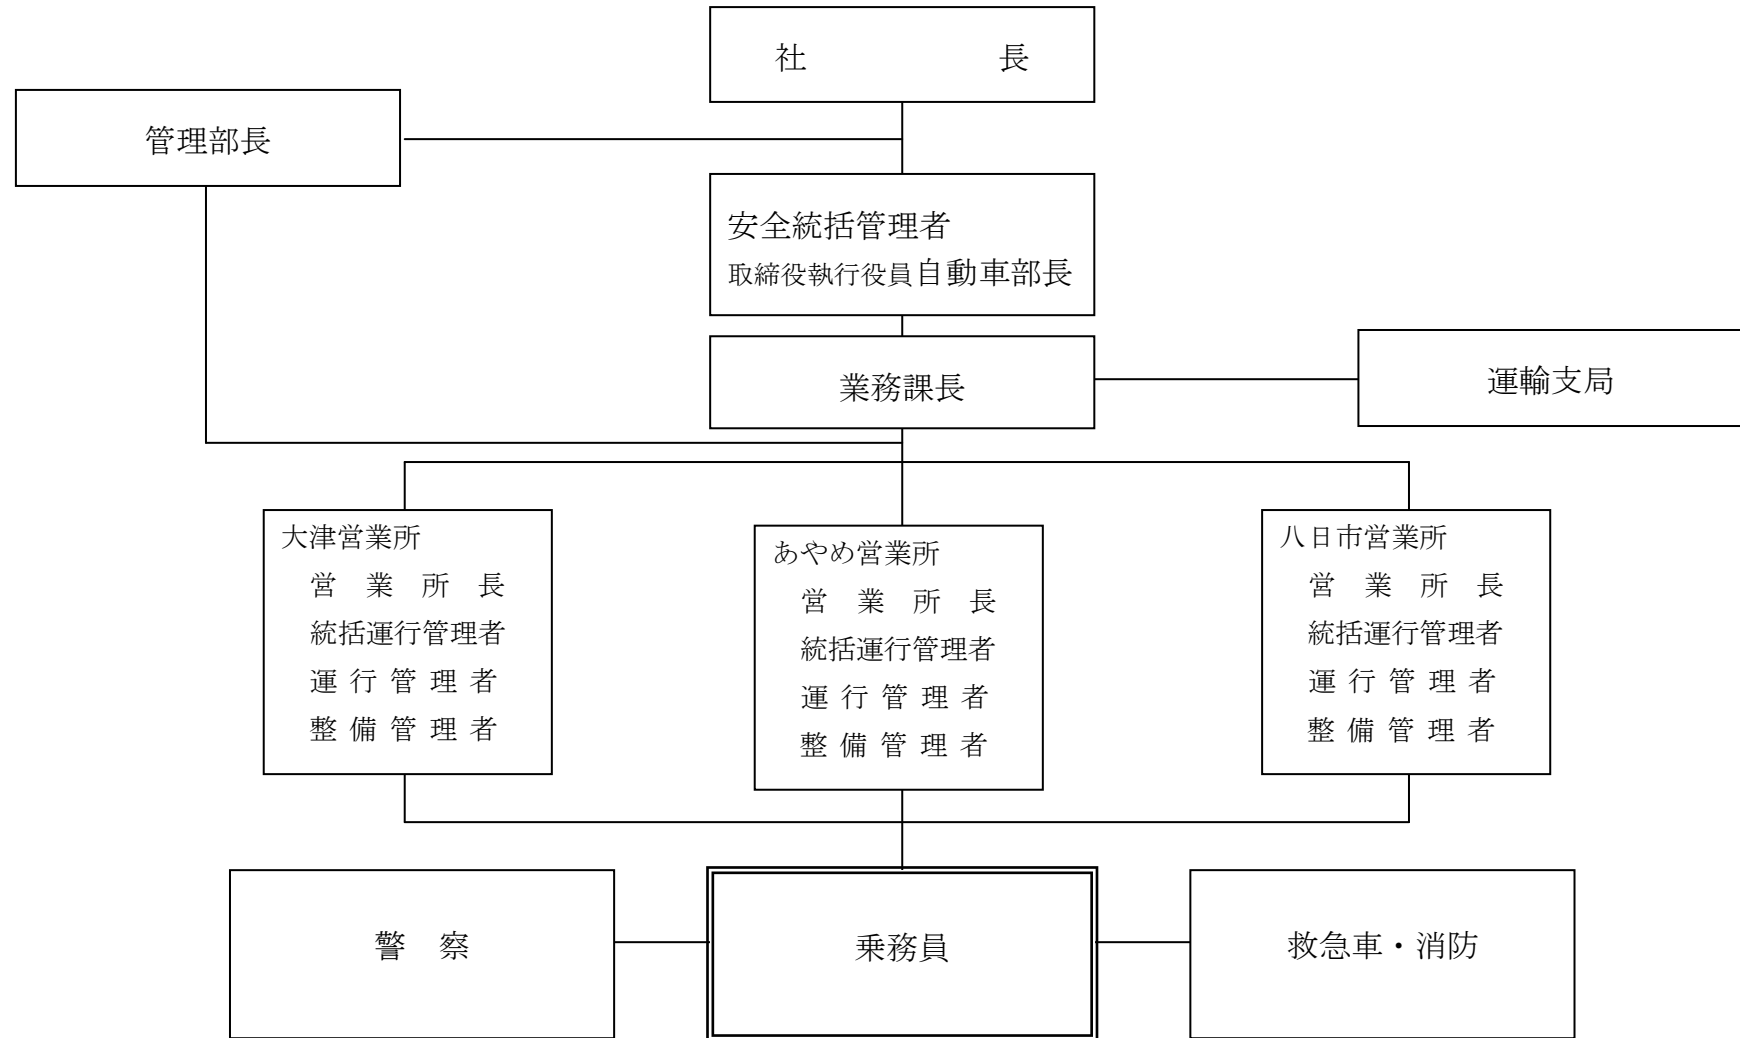 社　　　　　　長
管理部長
安全統括管理者
取締役執行役員自動車部長
業務課長
運輸支局
大津営業所
営　業　所　長
統括運行管理者
運 行 管 理 者
整 備 管 理 者
あやめ営業所
営　業　所　長
統括運行管理者
運 行 管 理 者
整 備 管 理 者
八日市営業所
営　業　所　長
統括運行管理者
運 行 管 理 者
整 備 管 理 者
警　察
乗務員
救急車・消防